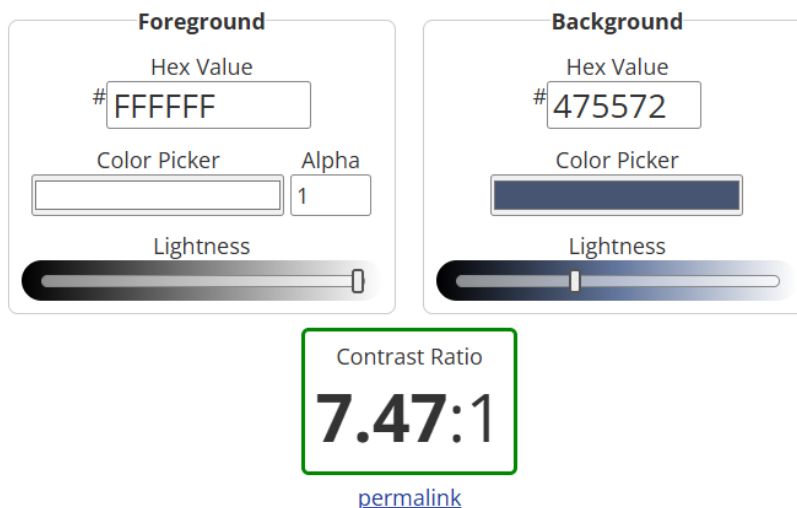 Foreground
Hex Value
#FFFFFF
Color Picker
Alpha
1
Lightness
Background
Hex Value
#475572
Color Picker
Lightness
Contrast Ratio
7.47:1
permalink